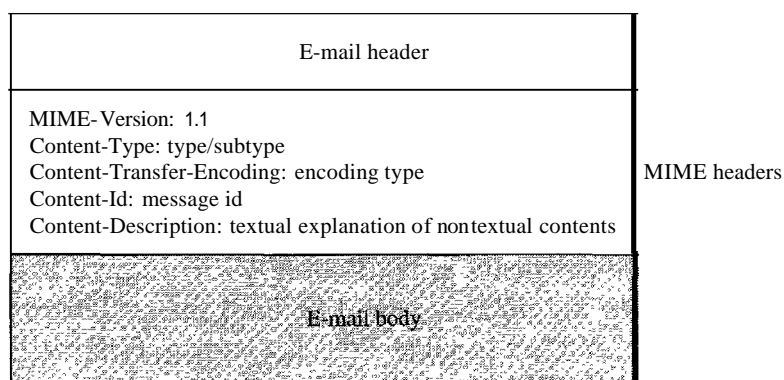 E-mail header
MIME-Version: 1.1
Content-Type: type/subtype
Content-Transfer-Encoding: encoding type
Content-Id: message id
Content-Description: textual explanation of nontextual contents
MIME headers
E-mail body